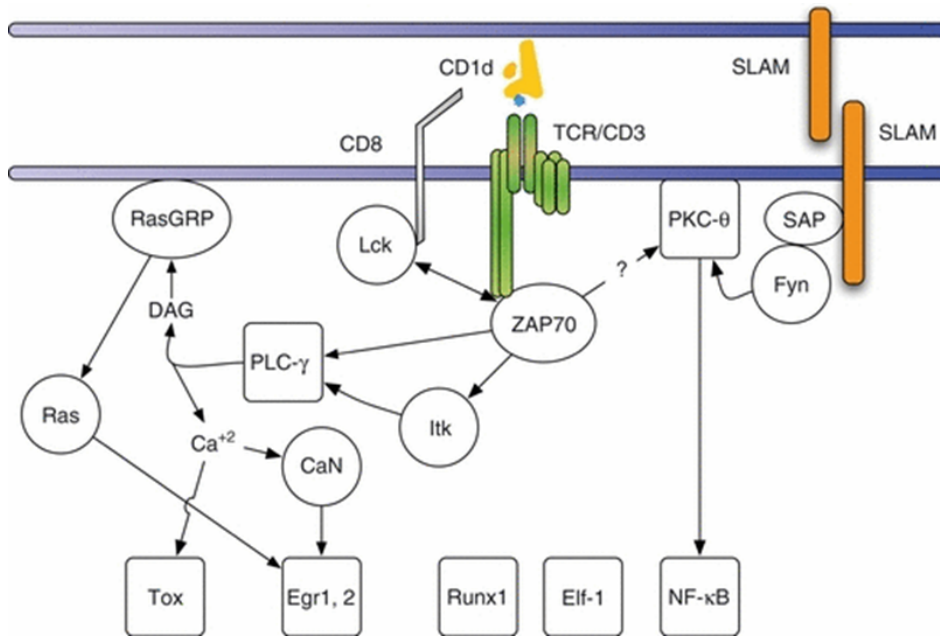 CD1d
SLAM
CD8
TCR/CD3
SLAM
RasGRP
PKC-θ
SAP
Lck
?
Fyn
DAG
ZAP70
PLC-γ
Ras
Itk
Ca+2
CaN
Tox
Egr1, 2
Runx1
Elf-1
NF-κB